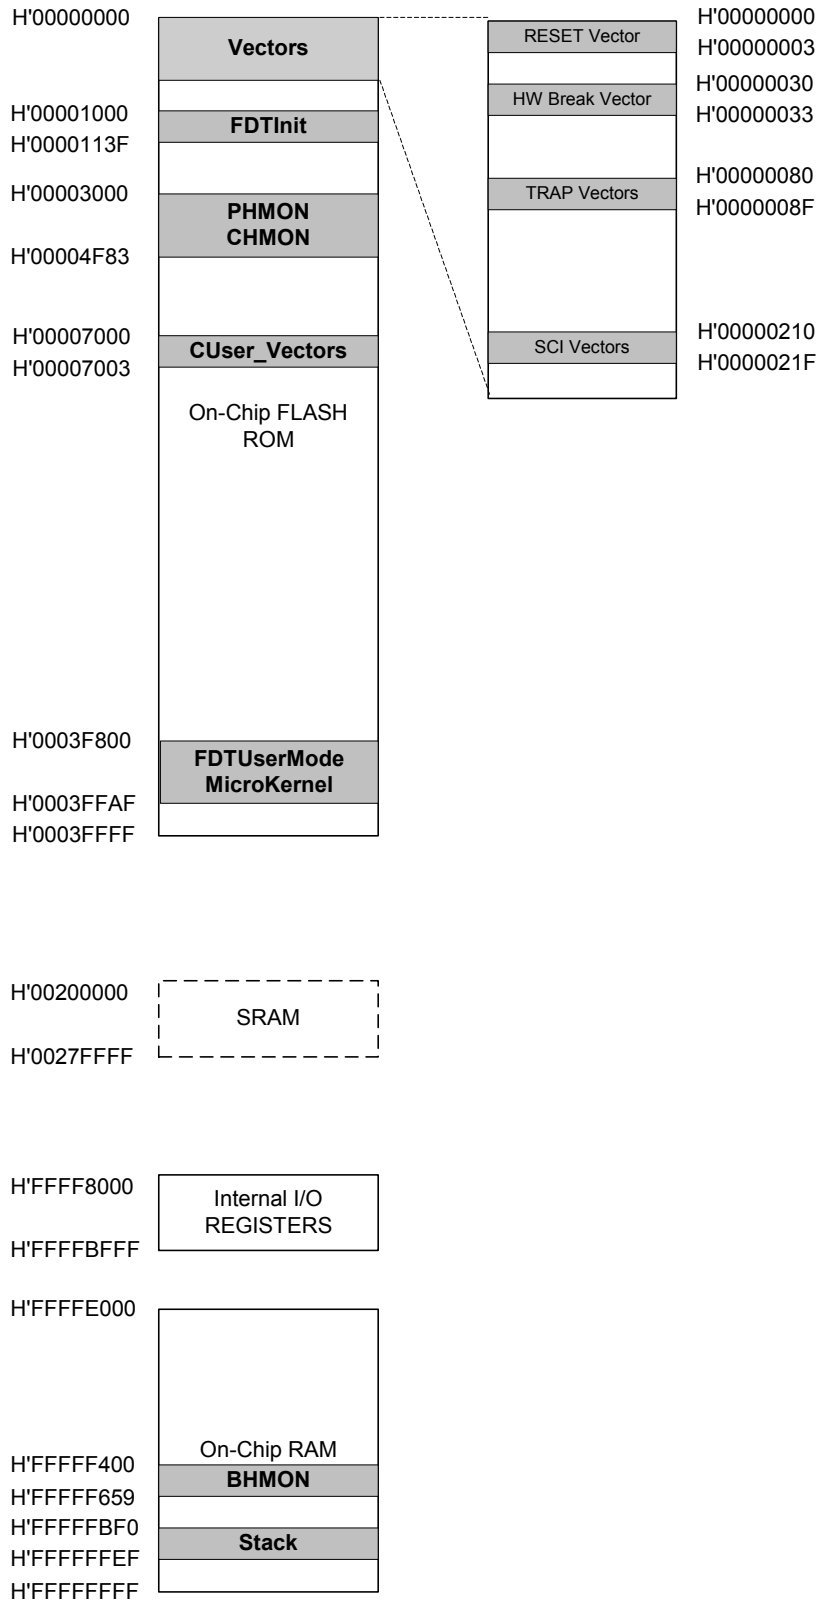 H'00000000
Vectors
H'00001000
FDTInit
H'0000113F
H'00003000
PHMON
CHMON
H'00004F83
H'00007000
CUser_Vectors
H'00007003
On-Chip FLASH
ROM
H'0003F800
FDTUserMode
MicroKernel
H'0003FFAF
H'0003FFFF
H'00200000
SRAM
H'0027FFFF
H'FFFF8000
Internal I/O
REGISTERS
H'FFFFBFFF
H'FFFFE000
On-Chip RAM
H'FFFFF400
BHMON
H'FFFFF659
H'FFFFFBF0
Stack
H'FFFFFFEF
H'FFFFFFFF
H'00000000
RESET Vector
H'00000003
H'00000030
HW Break Vector
H'00000033
H'00000080
TRAP Vectors
H'0000008F
H'00000210
SCI Vectors
H'0000021F